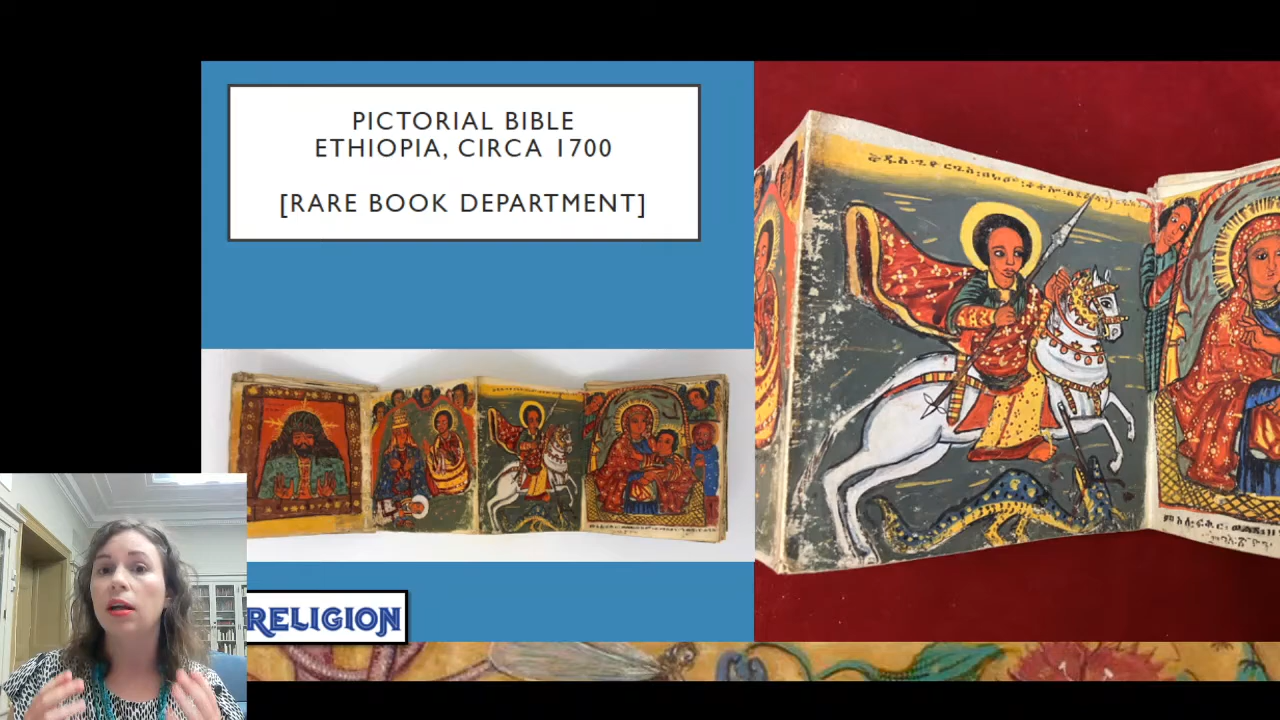 PICTORIAL BIBLE
ETHIOPIA, CIRCA 1700
[RARE BOOK DEPARTMENT]
RELIGION